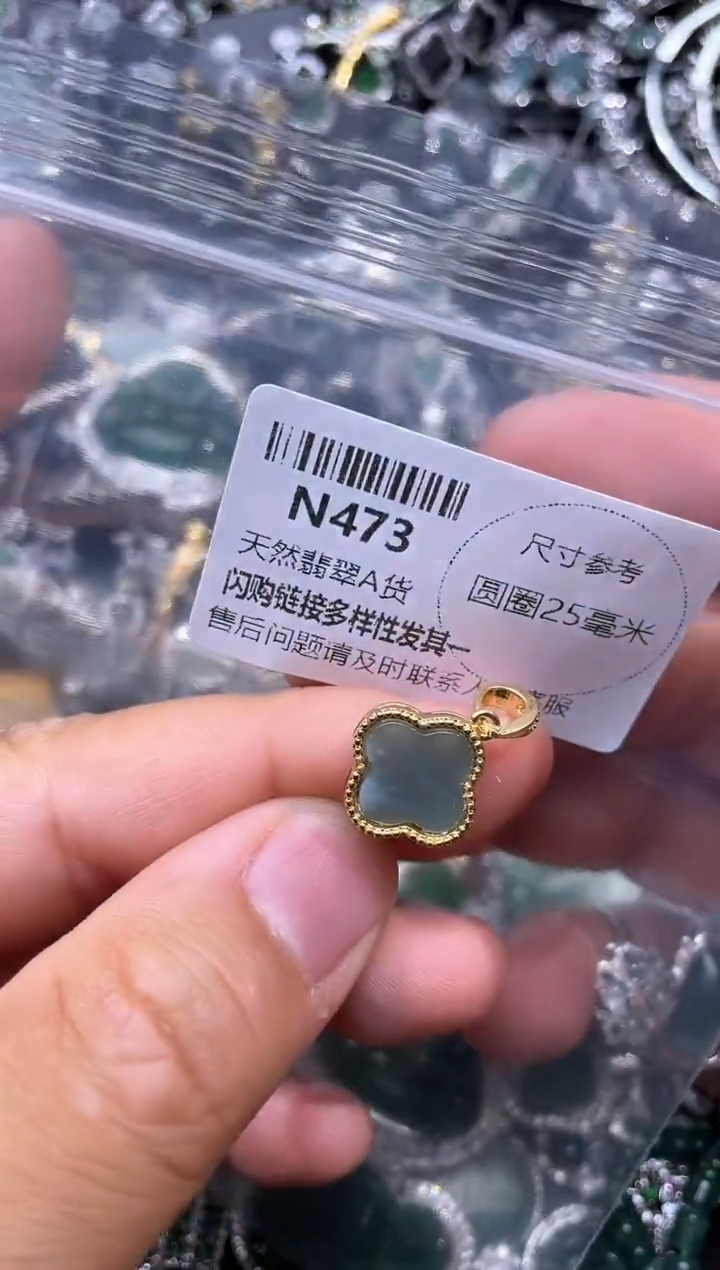 N473
天然翡翠A货
闪购链接多样性发其一
售后问题请及时联系
服
尺寸参考
圆圈25毫米